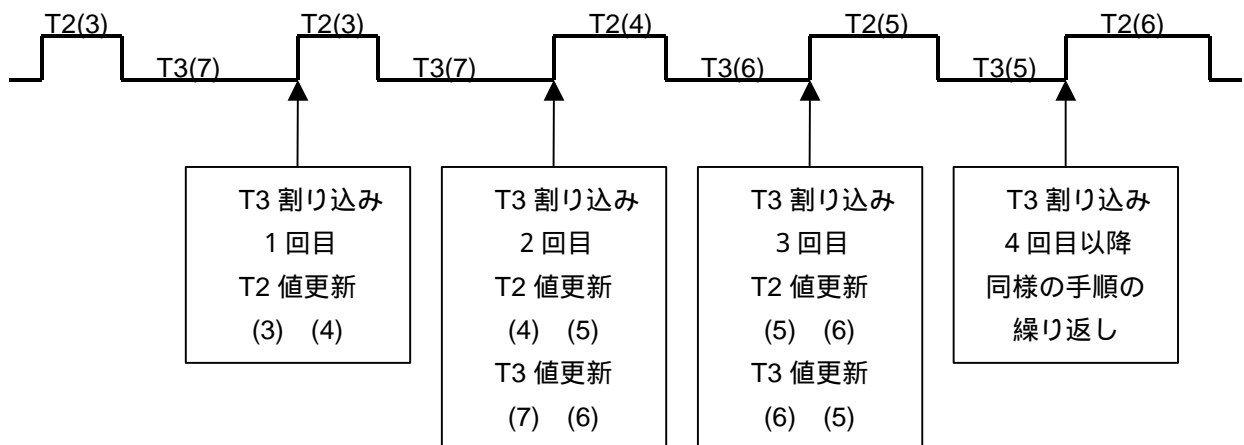 T2(3)
T3(7)
T2(3)
T3(7)
T2(4)
T3(6)
T2(5)
T3(5)
T2(6)
T3 割り込み
1 回目
T2 値更新
(3) (4)
T3 割り込み
2 回目
T2 値更新
(4) (5)
T3 値更新
(7) (6)
T3 割り込み
3 回目
T2 値更新
(5) (6)
T3 値更新
(6) (5)
T3 割り込み
4 回目以降
同様の手順の
繰り返し